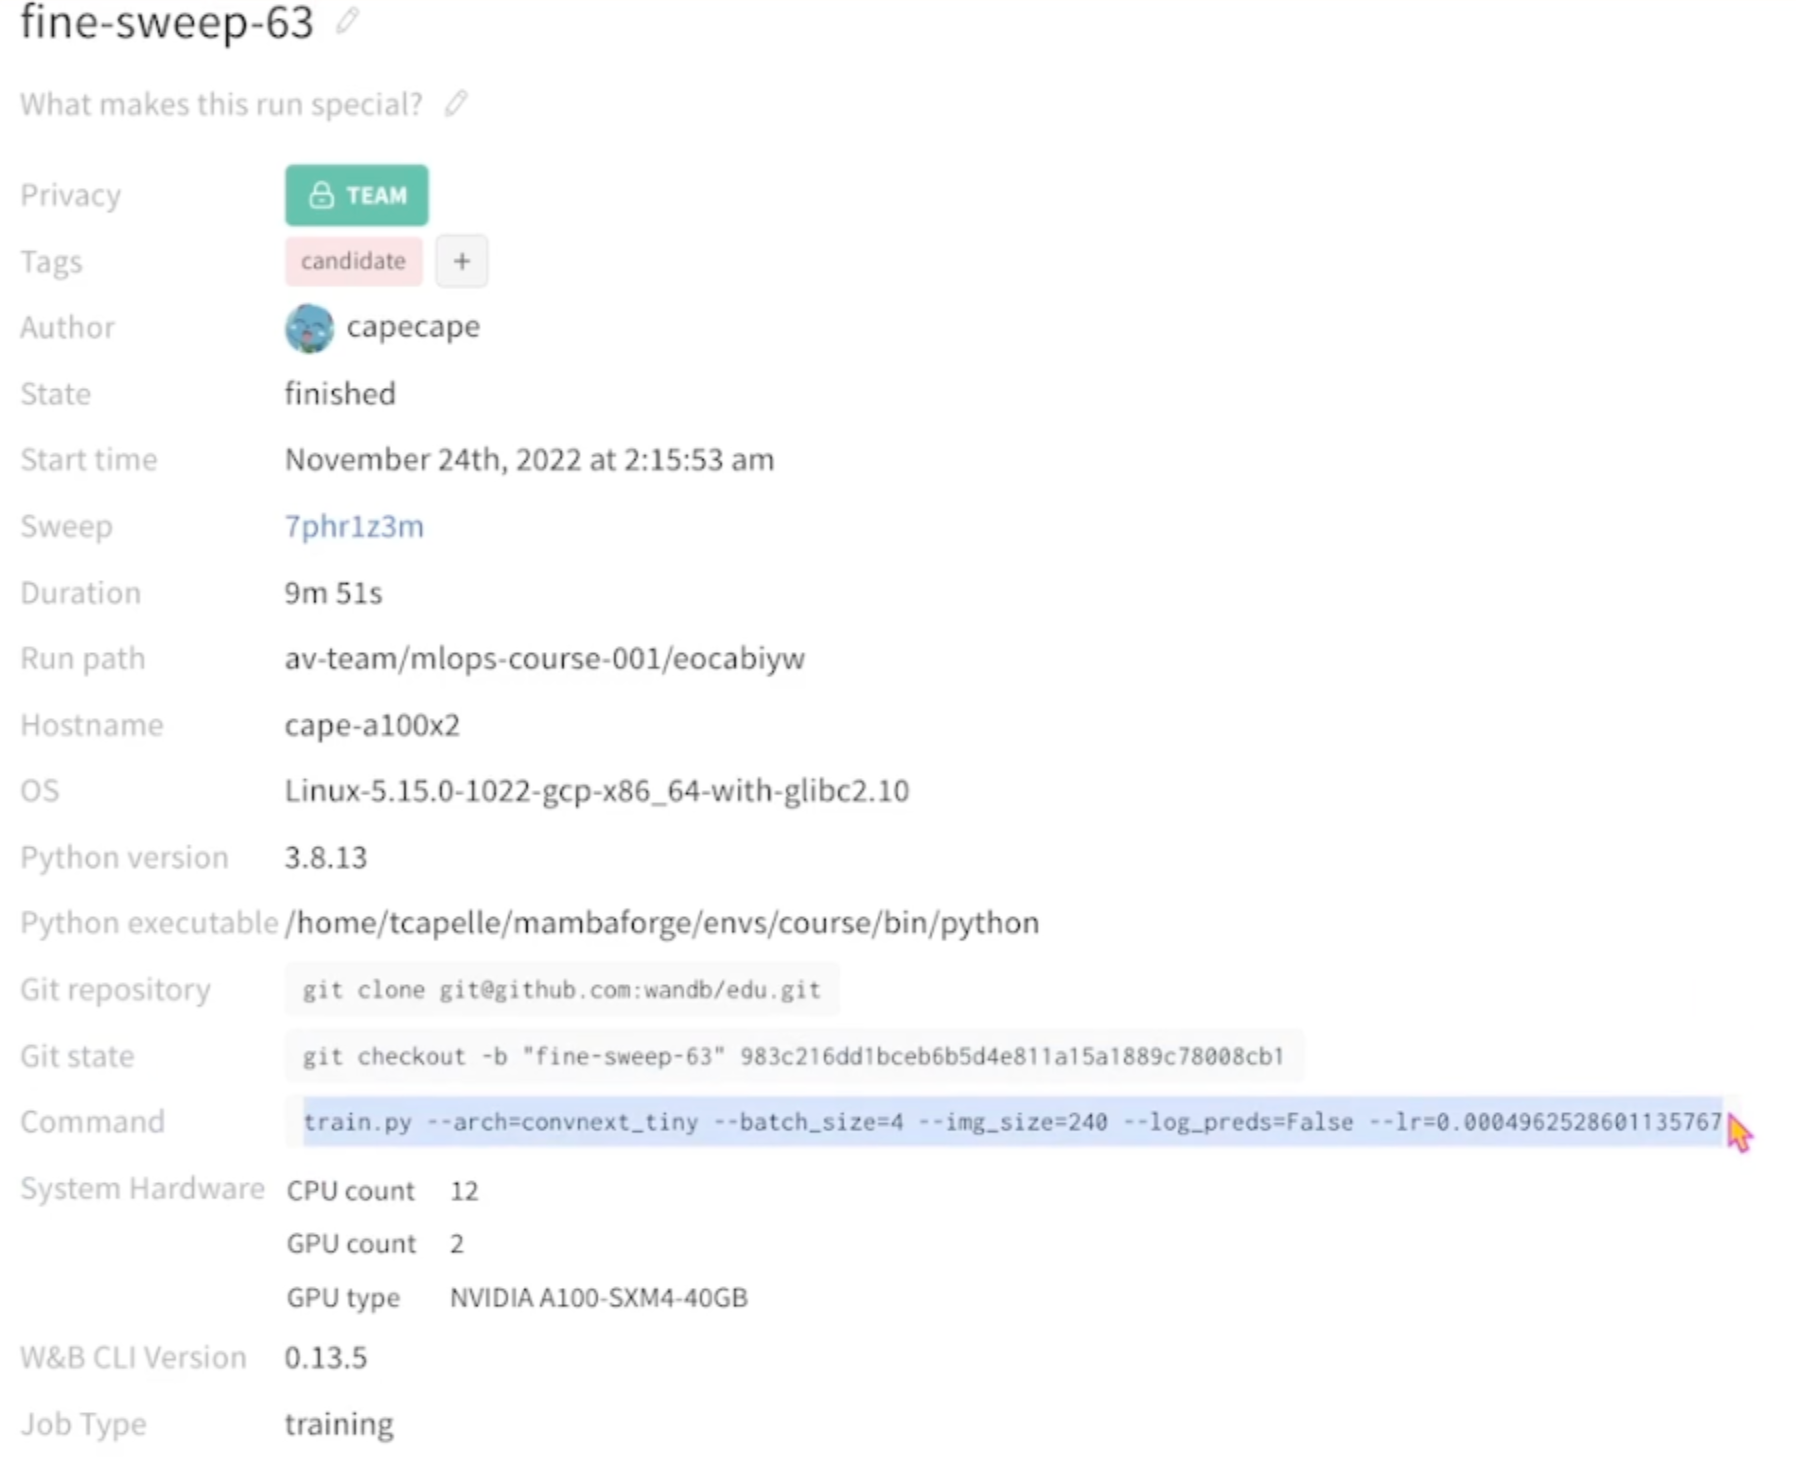 fine-sweep-63
What makes this run special?
Privacy TEAM
Tags candidate +
Author capecape
State finished
Start time November 24th, 2022 at 2:15:53 am
Sweep 7phr1z3m
Duration 9m 51s
Run path av-team/mlops-course-001/eocabiyw
Hostname cape-a100x2
OS Linux-5.15.0-1022-gcp-x86_64-with-glibc2.10
Python version 3.8.13
Python executable /home/tcapelle/mambaforge/envs/course/bin/python
Git repository git clone git@github.com:wandb/edu.git
Git state git checkout -b "fine-sweep-63" 983c216dd1bceb6b5d4e811a15a1889c78008cb1
Command train.py --arch=convnext_tiny --batch_size=4 --img_size=240 --log_preds=False --lr=0.0004962528601135767
System Hardware CPU count 12
GPU count 2
GPU type NVIDIA A100-SXM4-40GB
W&B CLI Version 0.13.5
Job Type training